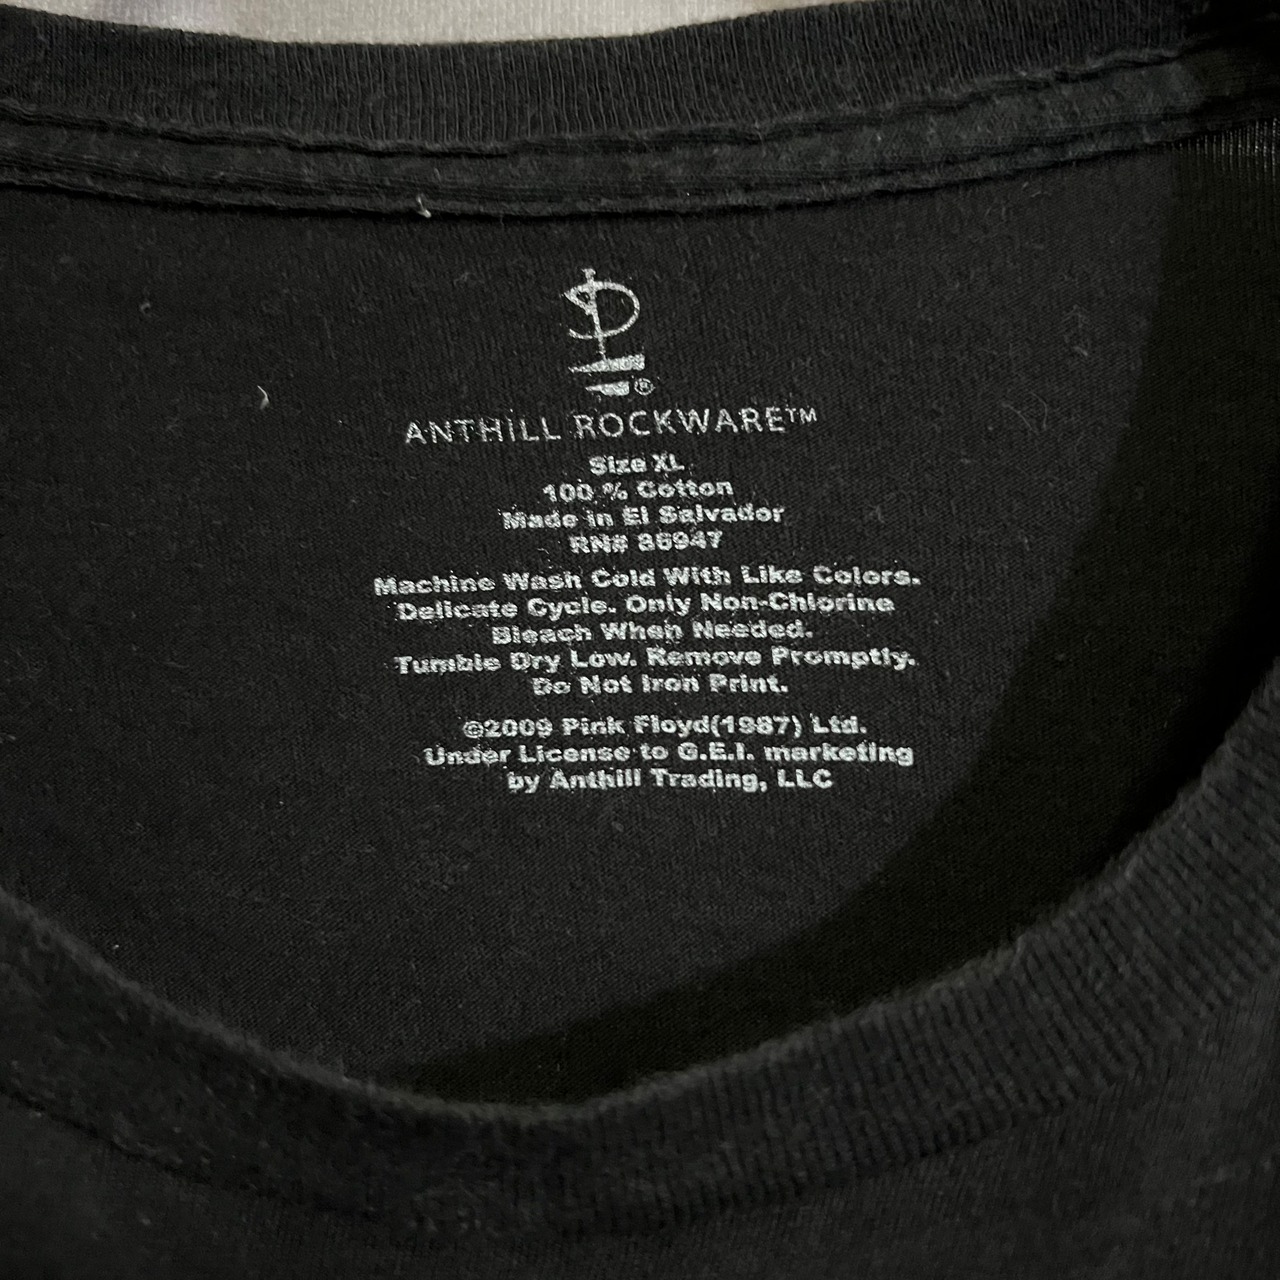 ®
ANTHILL ROCKWARE™
Size XL
100 % Cotton
Made in El Salvador
RN# 86947
Machine Wash Cold With Like Colors.
Delicate Cycle. Only Non-Chlorine
Bleach When Needed.
Tumble Dry Low. Remove Promptly.
Do Not Iron Print.
©2009 Pink Floyd(1987) Ltd.
Under License to G.E.I. marketing
by Anthill Trading, LLC